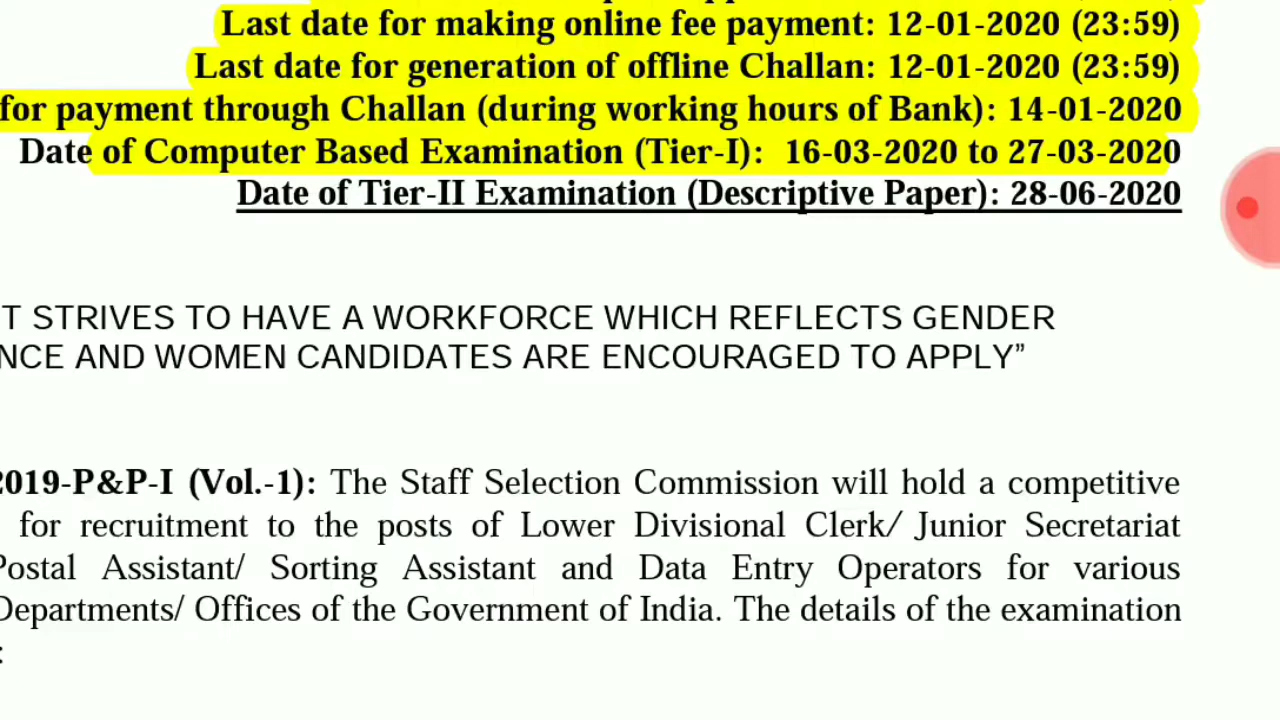 Last date for making online fee payment: 12-01-2020 (23:59)
Last date for generation of offline Challan: 12-01-2020 (23:59)
for payment through Challan (during working hours of Bank): 14-01-2020
Date of Computer Based Examination (Tier-I): 16-03-2020 to 27-03-2020
Date of Tier-II Examination (Descriptive Paper): 28-06-2020
T STRIVES TO HAVE A WORKFORCE WHICH REFLECTS GENDER
NCE AND WOMEN CANDIDATES ARE ENCOURAGED TO APPLY”
2019-P&P-I (Vol.-1): The Staff Selection Commission will hold a competitive
for recruitment to the posts of Lower Divisional Clerk/ Junior Secretariat
Postal Assistant/ Sorting Assistant and Data Entry Operators for various
Departments/ Offices of the Government of India. The details of the examination
: